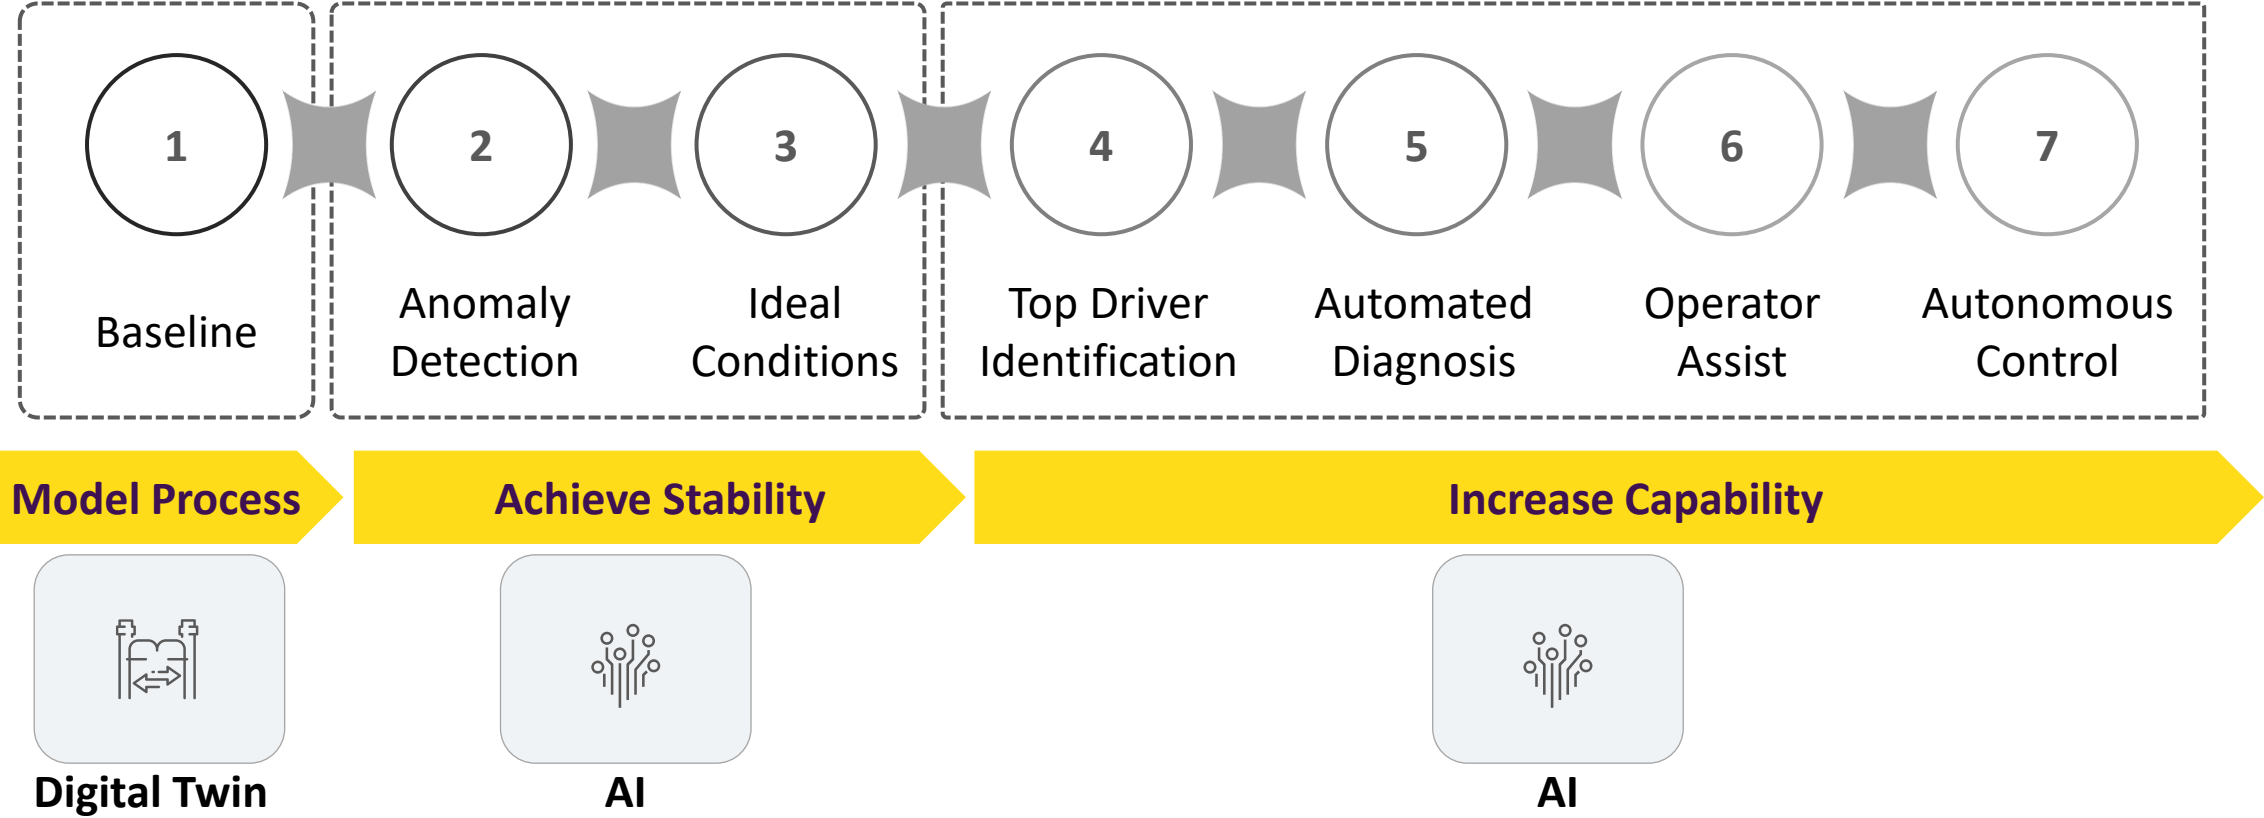 1
2
3
4
5
6
7
Baseline
Anomaly
Detection
Ideal
Conditions
Top Driver
Identification
Automated
Diagnosis
Operator
Assist
Autonomous
Control
Model Process
Achieve Stability
Increase Capability
Digital Twin
AI
AI